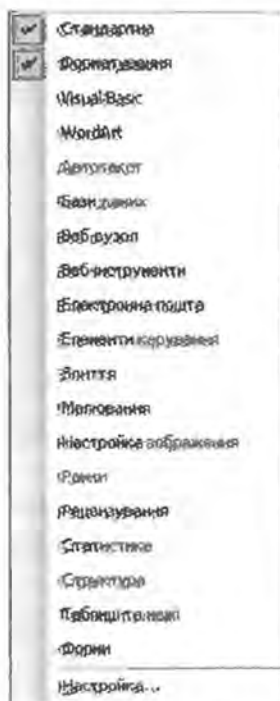 Стандартна
Форматування
Visual Basic
WordArt
Автотекст
Бази даних
Веб-вузол
Веб-инструменти
Електронна пошта
Елементи керування
Злиття
Малювання
Настройка зображення
Рамки
Рецензування
Статистика
Структура
Таблиці та межі
Форми
Настройка...